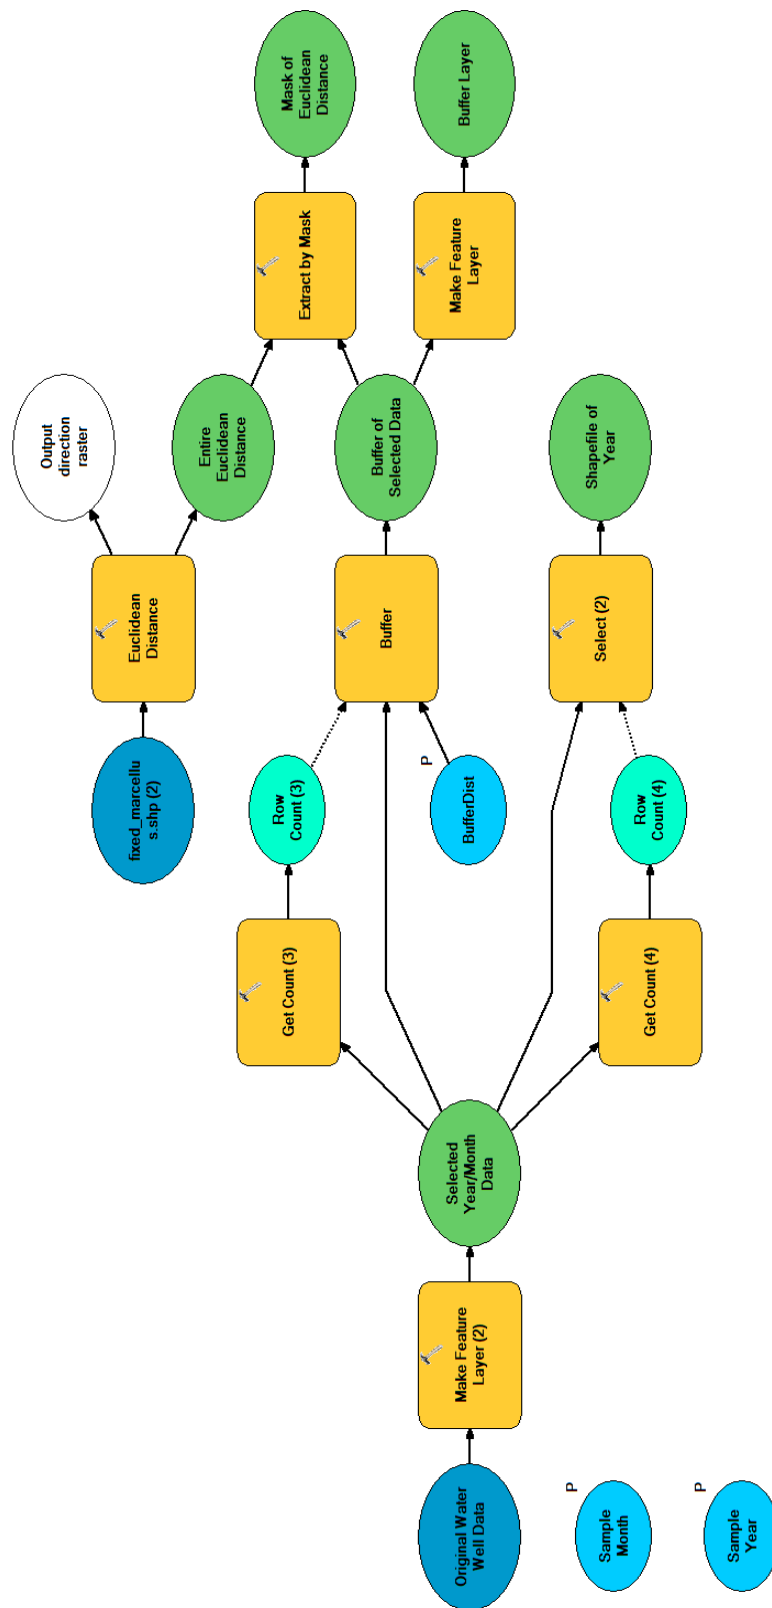 Original Water
Well Data
P
Sample
Month
P
Sample
Year
Make Feature
Layer (2)
Selected
Year/Month
Data
Get Count (3)
Get Count (4)
fixed_marcellu
s.shp (2)
Row
Count (3)
P
BufferDist
Row
Count (4)
Euclidean
Distance
Buffer
Select (2)
Output
direction
raster
Entire
Euclidean
Distance
Buffer of
Selected Data
Shapefile of
Year
Extract by Mask
Make Feature
Layer
Mask of
Euclidean
Distance
Buffer Layer